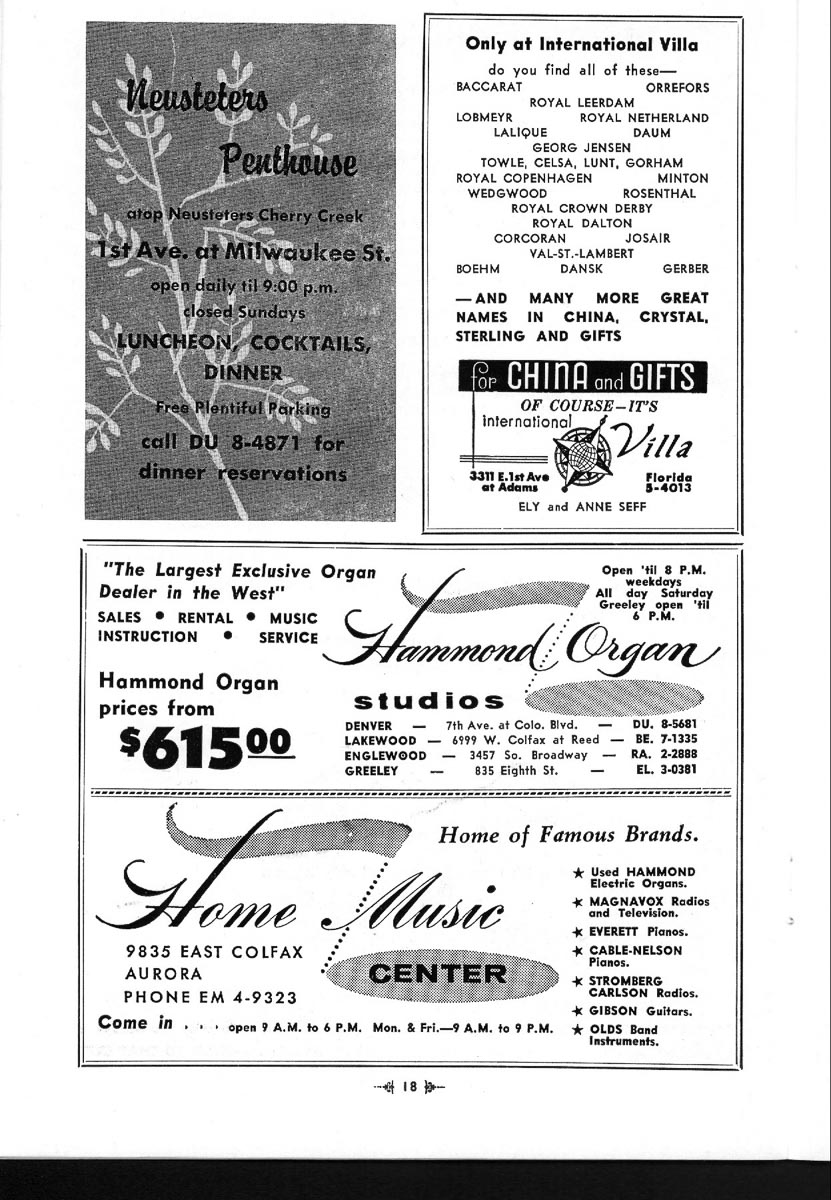 Neusteters
Penthouse
atop Neusteters Cherry Creek
1st Ave. at Milwaukee St.
open daily til 9:00 p.m.
closed Sundays
LUNCHEON, COCKTAILS,
DINNER
Free Plentiful Parking
call DU 8-4871 for
dinner reservations
Only at International Villa
do you find all of these—
BACCARAT ORREFORS
ROYAL LEERDAM
LOBMEYR ROYAL NETHERLAND
LALIQUE DAUM
GEORG JENSEN
TOWLE, CELSA, LUNT, GORHAM
ROYAL COPENHAGEN MINTON
WEDGWOOD ROSENTHAL
ROYAL CROWN DERBY
ROYAL DALTON
CORCORAN JOSAIR
VAL-ST.-LAMBERT
BOEHM DANSK GERBER
—AND MANY MORE GREAT
NAMES IN CHINA, CRYSTAL,
STERLING AND GIFTS
for CHINA and GIFTS
OF COURSE—IT'S
international
Villa
3311 E. 1st Ave
at Adams
Florida
5-4013
ELY and ANNE SEFF
"The Largest Exclusive Organ
Dealer in the West"
SALES • RENTAL • MUSIC
INSTRUCTION • SERVICE
Hammond Organ
prices from
$615.00
Open 'til 8 P.M.
weekdays
All day Saturday
Greeley open 'til
6 P.M.
Hammond Organ
studios
DENVER — 7th Ave. at Colo. Blvd. — DU. 8-5681
LAKEWOOD — 6999 W. Colfax at Reed — BE. 7-1335
ENGLEWOOD — 3457 So. Broadway — RA. 2-2888
GREELEY — 835 Eighth St. — EL. 3-0381
Home of Famous Brands.
Home Music
CENTER
9835 EAST COLFAX
AURORA
PHONE EM 4-9323
Come in . . . open 9 A.M. to 6 P.M. Mon. & Fri.—9 A.M. to 9 P.M.
★ Used HAMMOND
Electric Organs.
★ MAGNAVOX Radios
and Television.
★ EVERETT Pianos.
★ CABLE-NELSON
Pianos.
★ STROMBERG
CARLSON Radios.
★ GIBSON Guitars.
★ OLDS Band
Instruments.
18